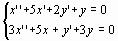 x''+5x'+2y'+y = 0
3x''+5x + y'+3y = 0